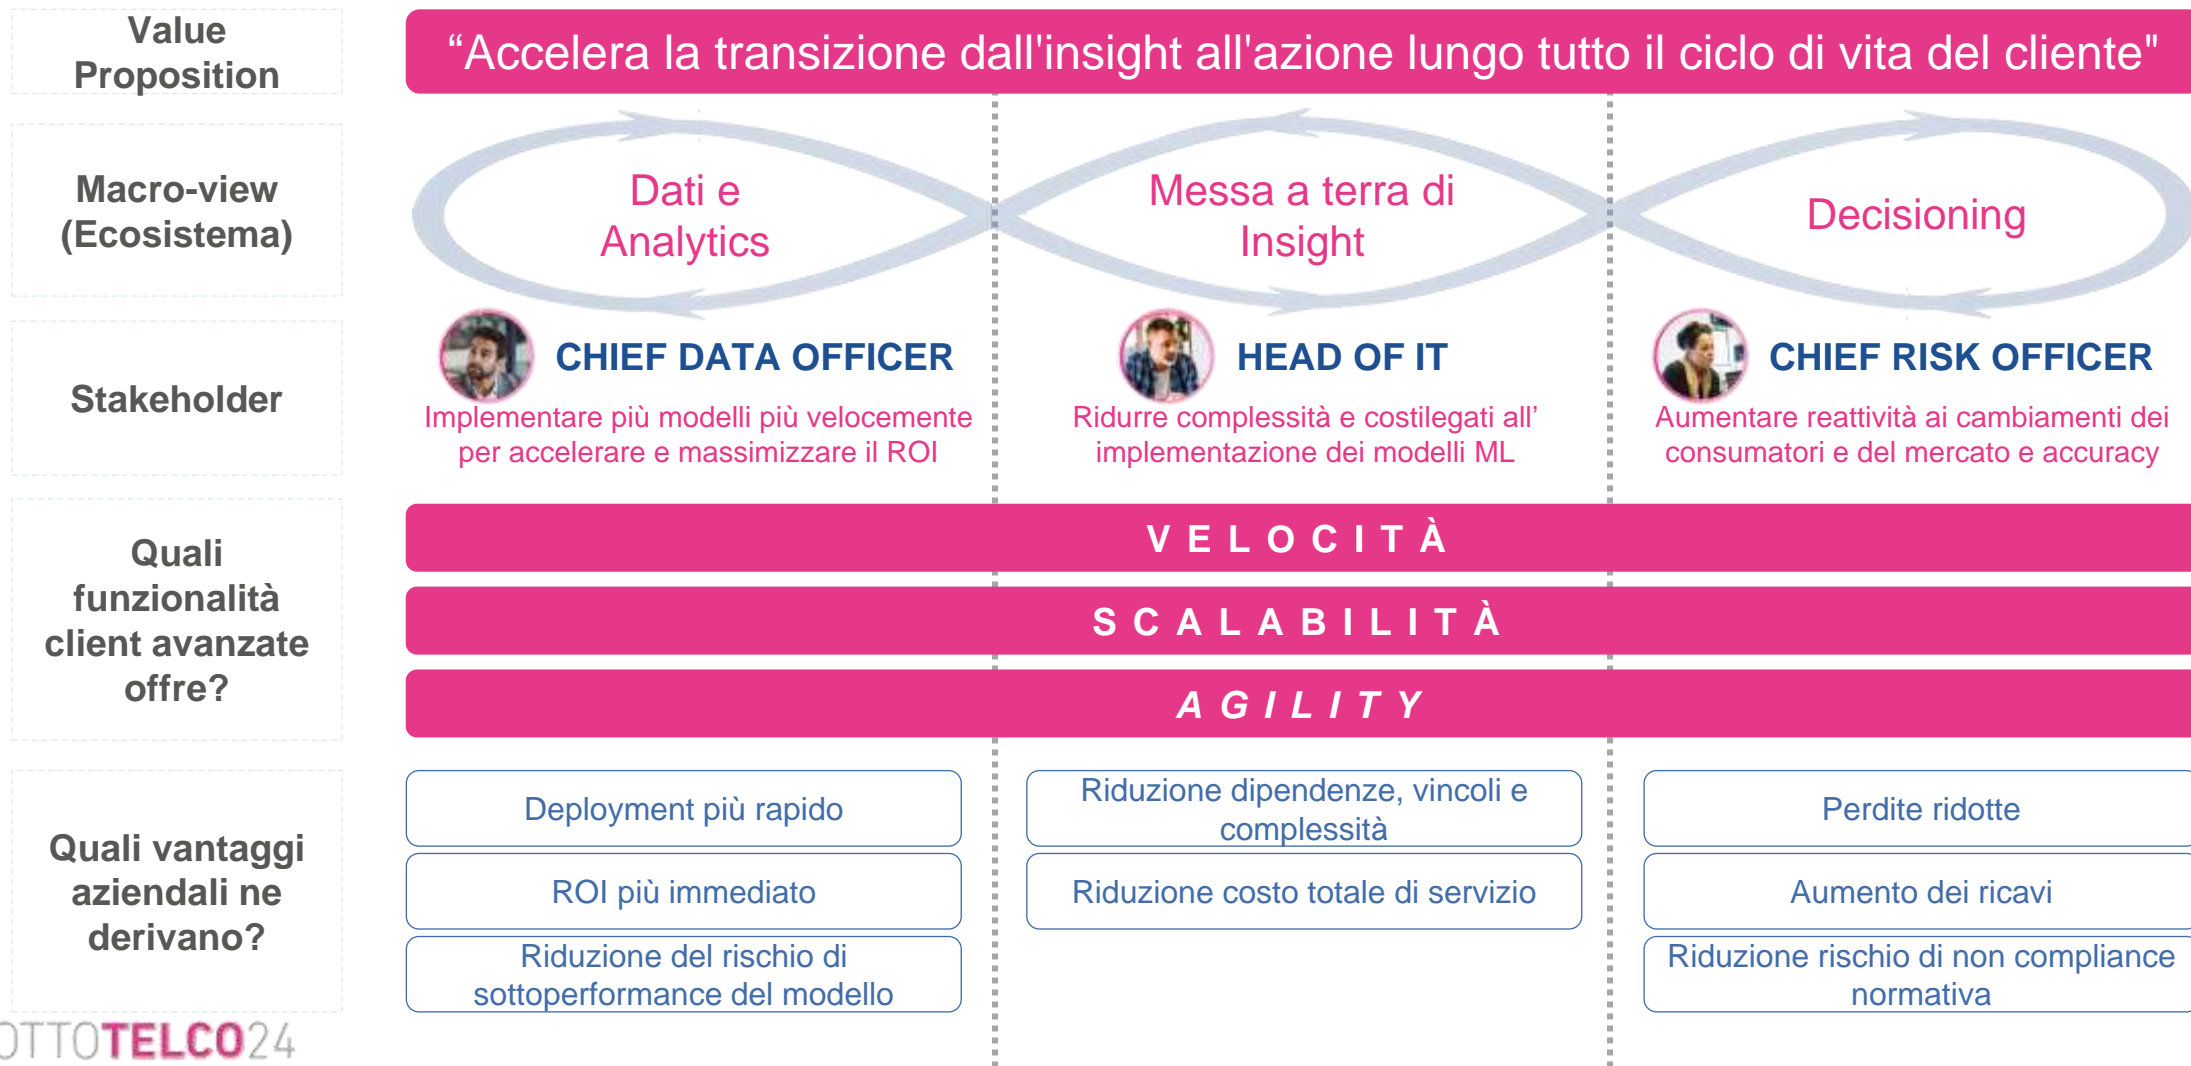 Value
Proposition
“Accelera la transizione dall'insight all'azione lungo tutto il ciclo di vita del cliente"
Macro-view
(Ecosistema)
Dati e
Analytics
Messa a terra di
Insight
Decisioning
Stakeholder
CHIEF DATA OFFICER
Implementare più modelli più velocemente
per accelerare e massimizzare il ROI
HEAD OF IT
Ridurre complessità e costilegati all’
implementazione dei modelli ML
CHIEF RISK OFFICER
Aumentare reattività ai cambiamenti dei
consumatori e del mercato e accuracy
Quali
funzionalità
client avanzate
offre?
VELOCITÀ
SCALABILITÀ
AGILITY
Quali vantaggi
aziendali ne
derivano?
Deployment più rapido
ROI più immediato
Riduzione del rischio di
sottoperformance del modello
Riduzione dipendenze, vincoli e
complessità
Riduzione costo totale di servizio
Perdite ridotte
Aumento dei ricavi
Riduzione rischio di non compliance
normativa
OTTOTELCO24